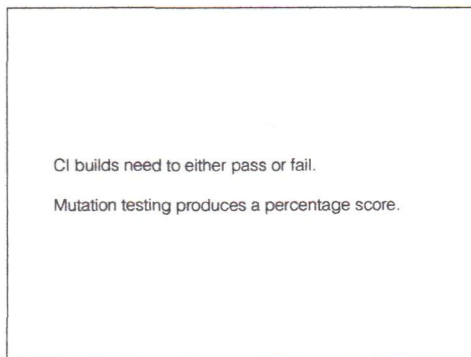 CI builds need to either pass or fail.
Mutation testing produces a percentage score.